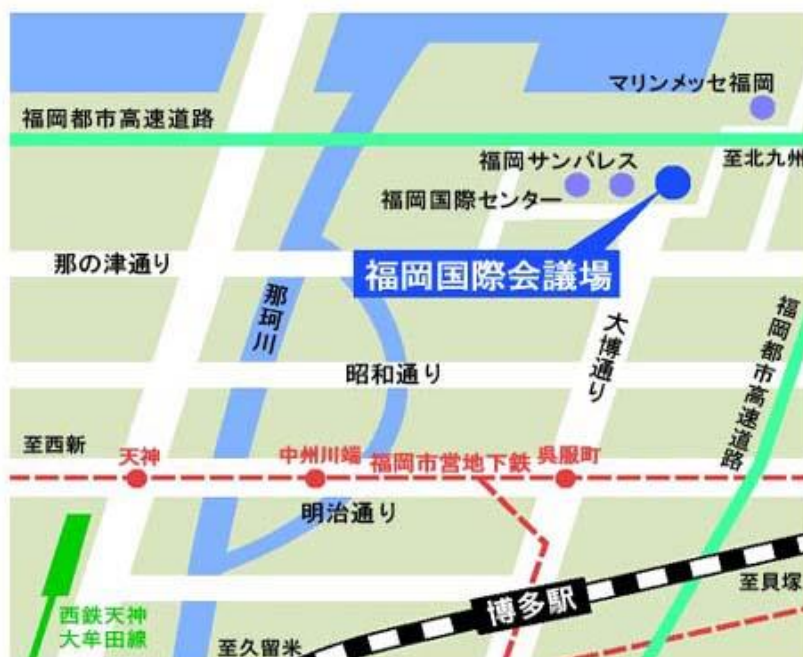 マリンメッセ福岡
福岡都市高速道路
至北九州
福岡サンパレス
福岡国際センター
福岡国際会議場
那の津通り
那珂川
大博通り
福岡都市高速道路
昭和通り
至西新
天神
中州川端
福岡市営地下鉄
呉服町
明治通り
至貝塚
博多駅
西鉄天神
大牟田線
至久留米